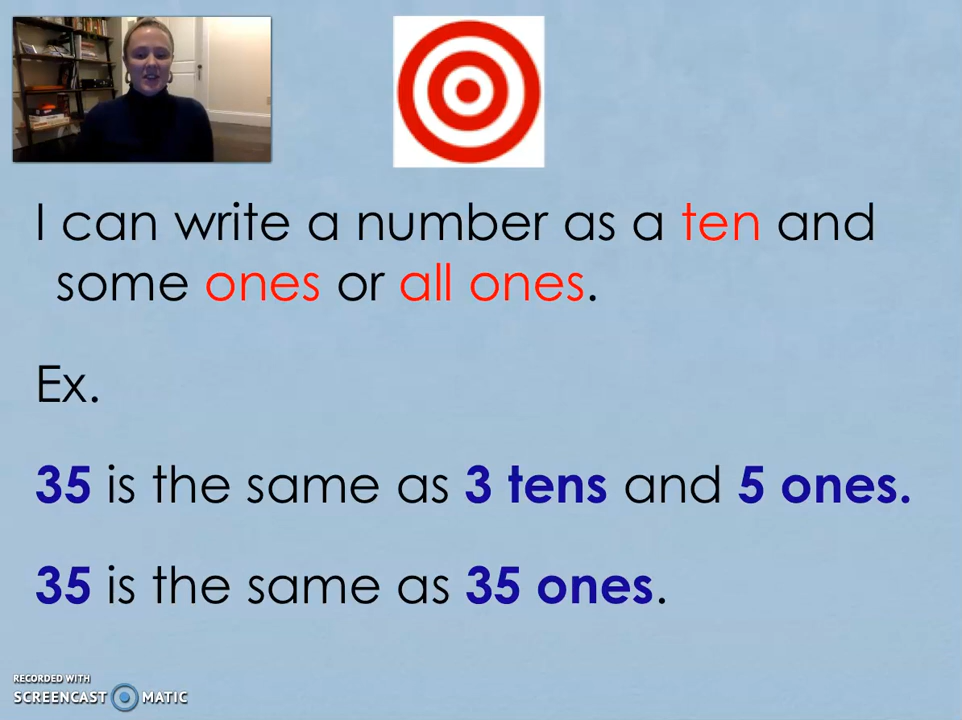 I can write a number as a ten and
some ones or all ones.
Ex.
35 is the same as 3 tens and 5 ones.
35 is the same as 35 ones.
RECORDED WITH
SCREENCAST MATIC